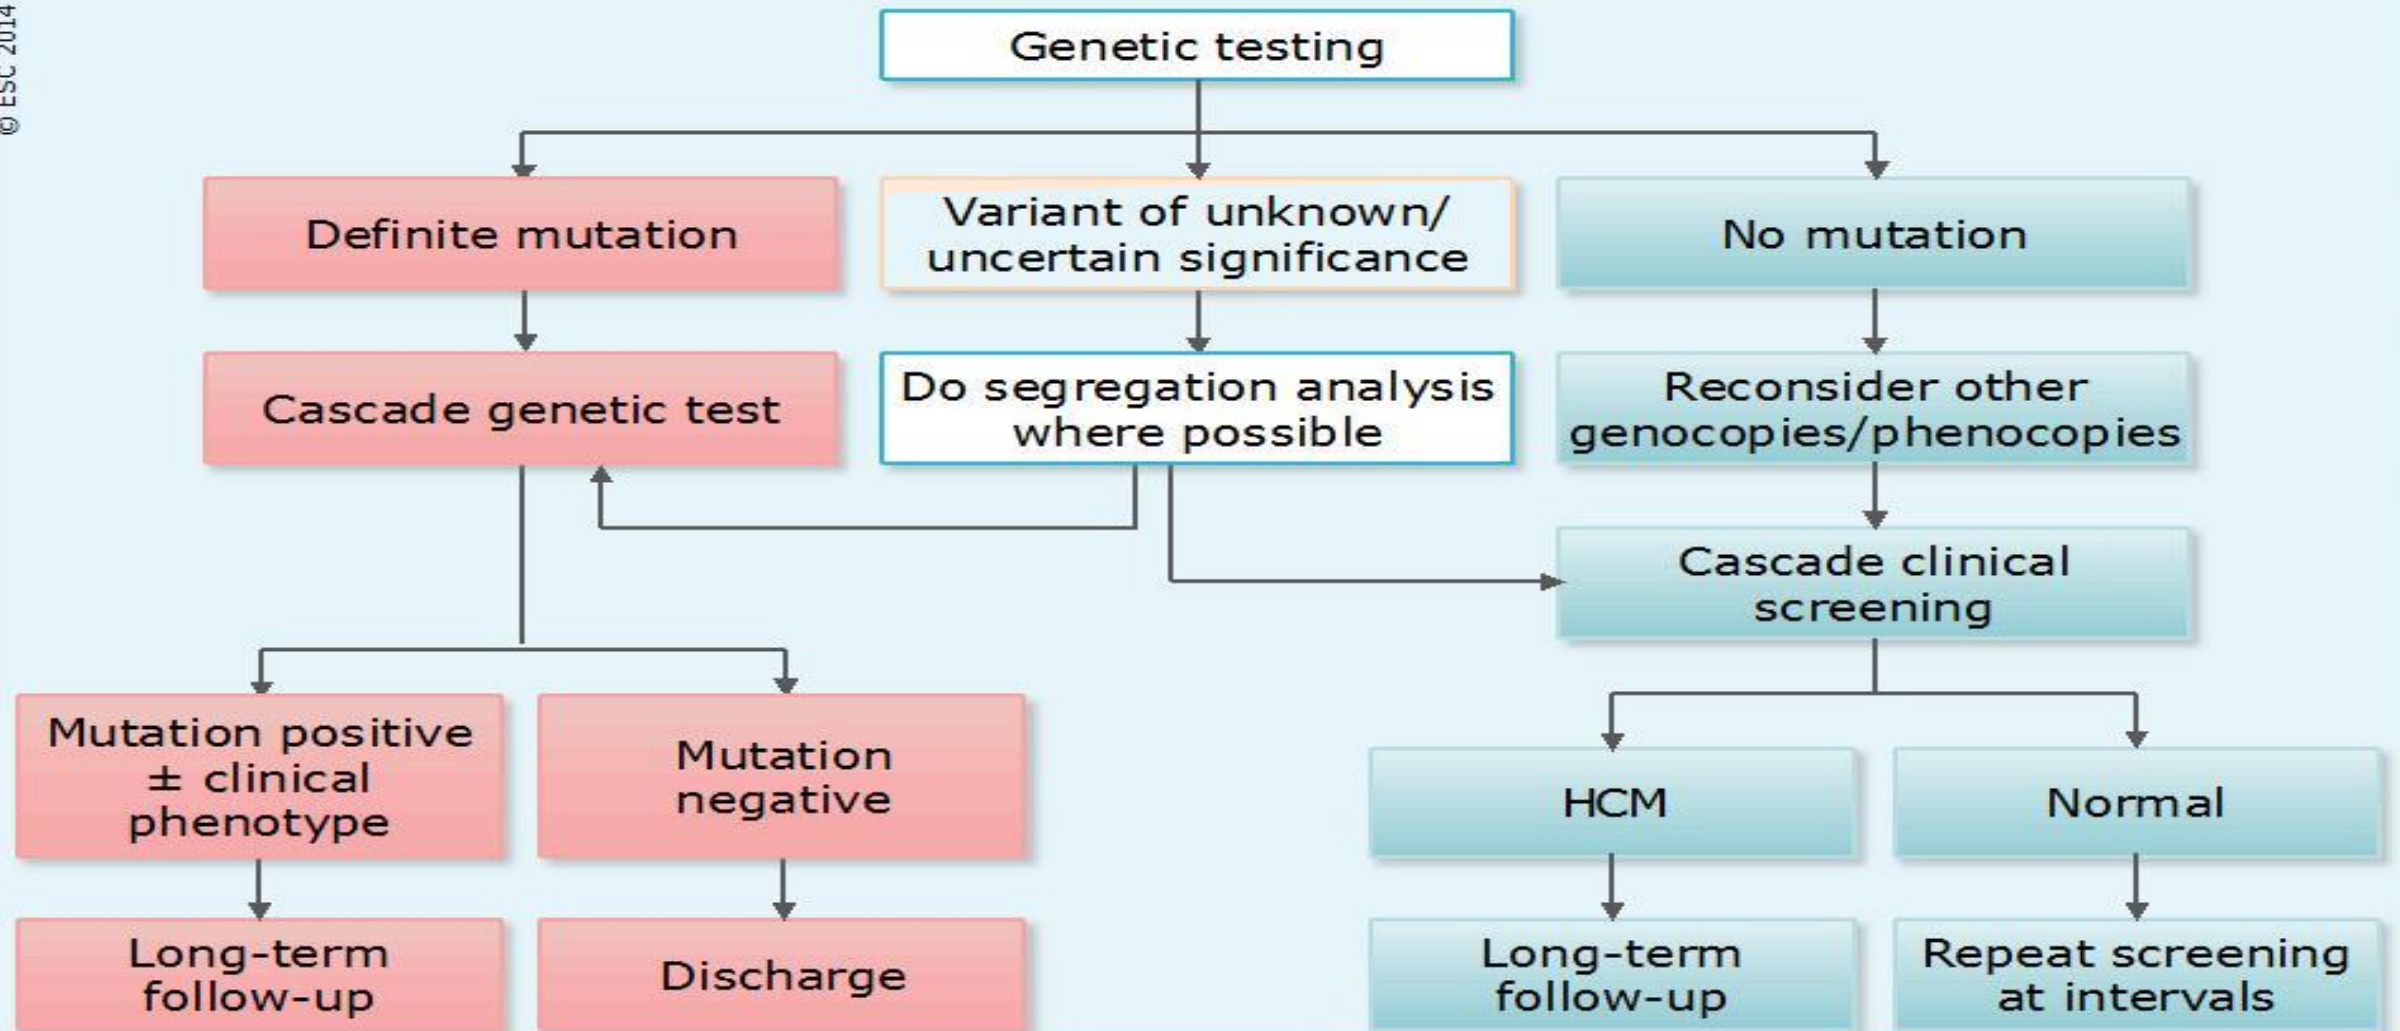 © ESC 2014
Genetic testing
Definite mutation
Variant of unknown/
uncertain significance
No mutation
Cascade genetic test
Do segregation analysis
where possible
Reconsider other
genocopies/phenocopies
Cascade clinical
screening
Mutation positive
± clinical
phenotype
Mutation
negative
HCM
Normal
Long-term
follow-up
Discharge
Long-term
follow-up
Repeat screening
at intervals